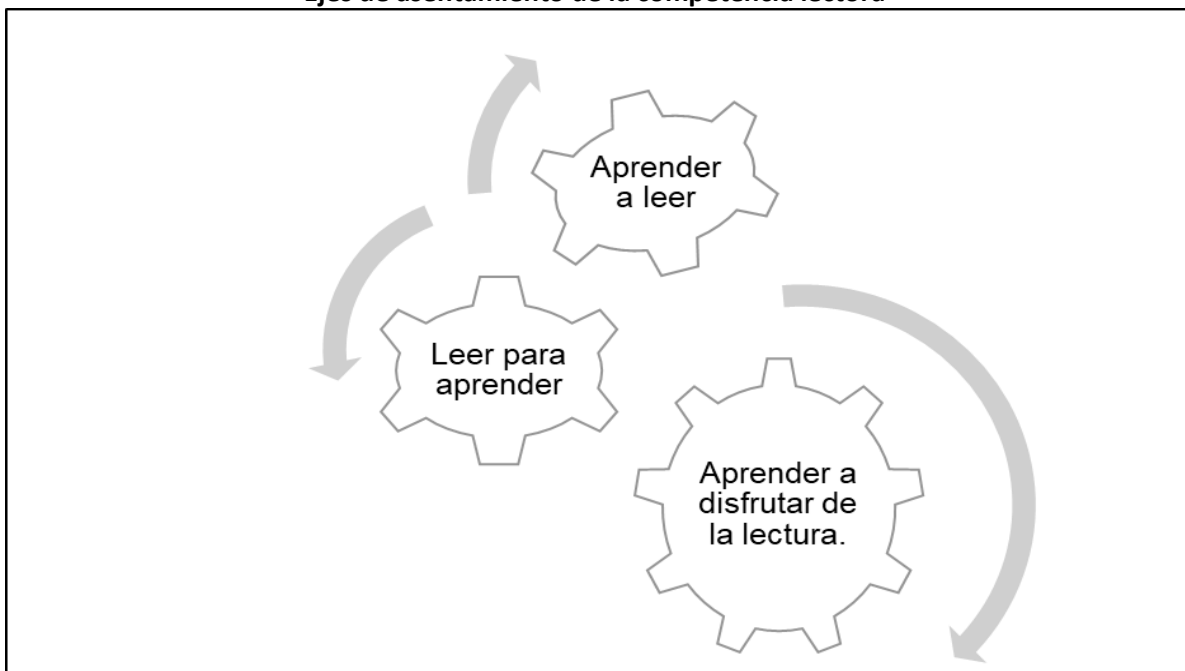 Ejes de asentamiento de la competencia lectora
Aprender
a leer
Leer para
aprender
Aprender a
disfrutar de
la lectura.